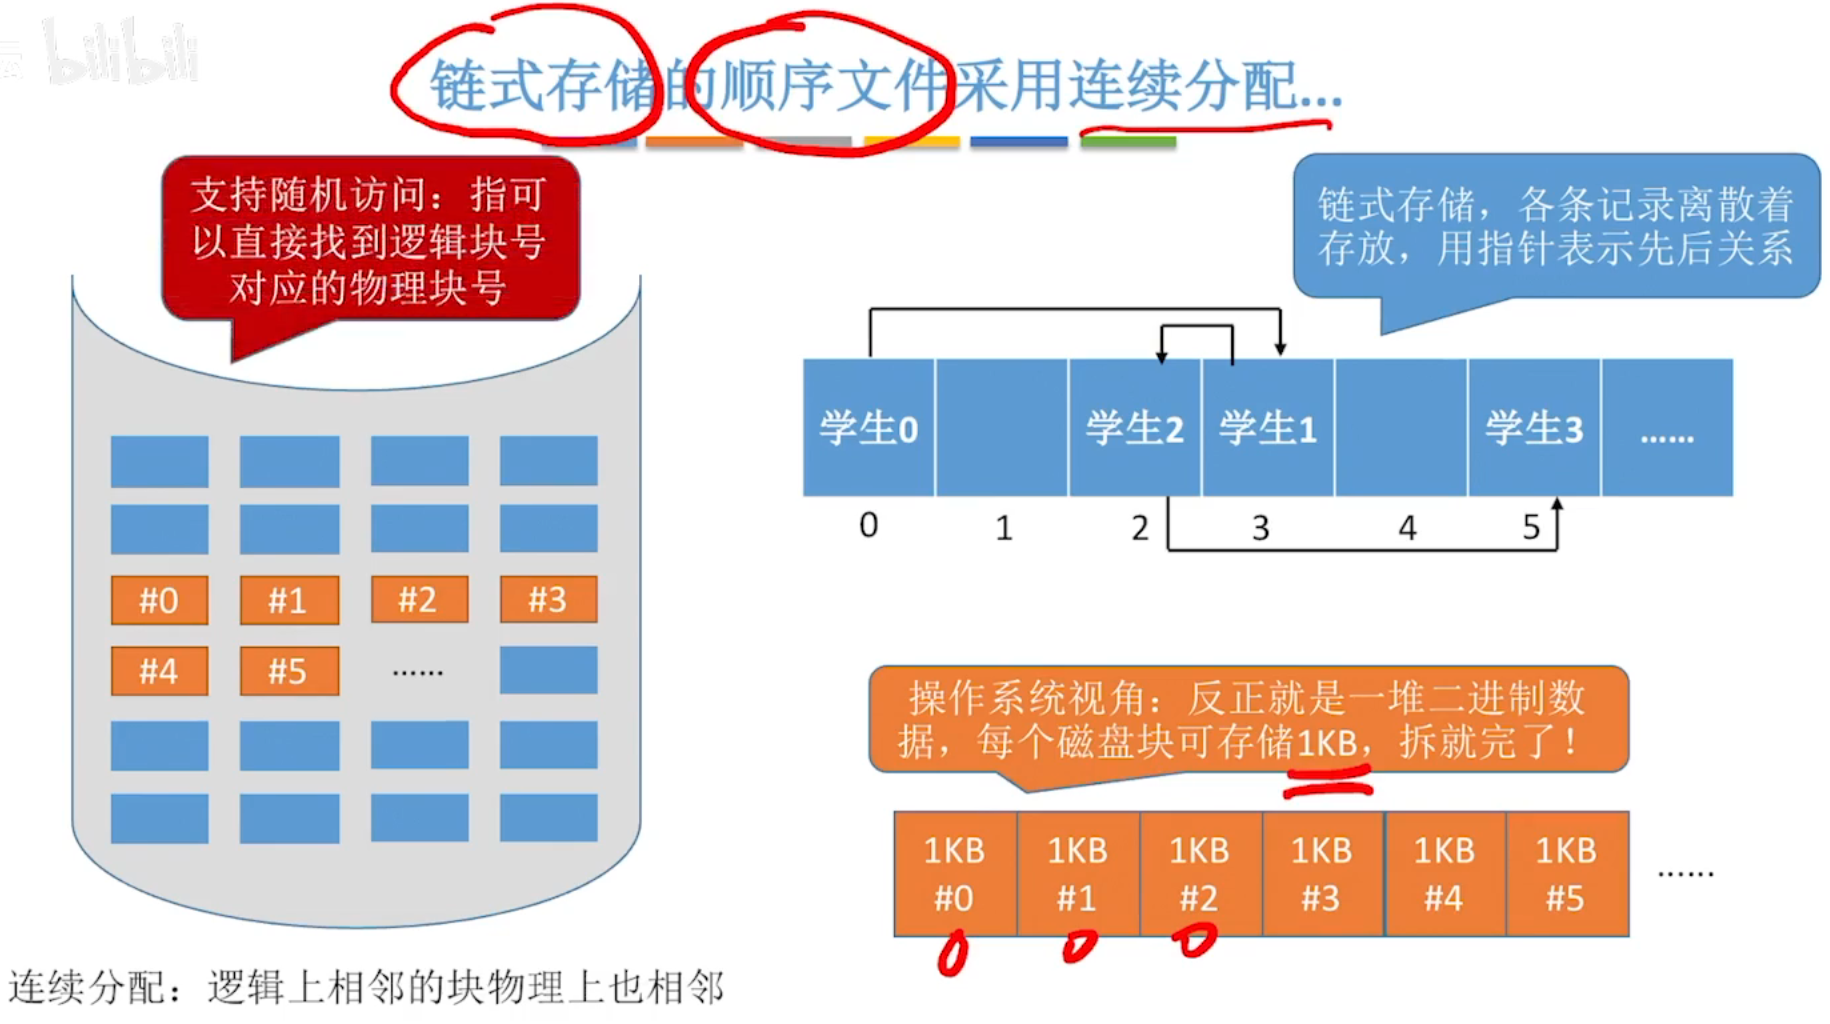 bilibili
链式存储的顺序文件采用连续分配...
支持随机访问：指可
以直接找到逻辑块号
对应的物理块号
链式存储，各条记录离散着
存放，用指针表示先后关系
学生0 学生2 学生1 学生3 ......
0 1 2 3 4 5
#0 #1 #2 #3
#4 #5 ......
操作系统视角：反正就是一堆二进制数
据，每个磁盘块可存储1KB，拆就完了！
1KB 1KB 1KB 1KB 1KB 1KB
#0 #1 #2 #3 #4 #5 ......
连续分配：逻辑上相邻的块物理上也相邻